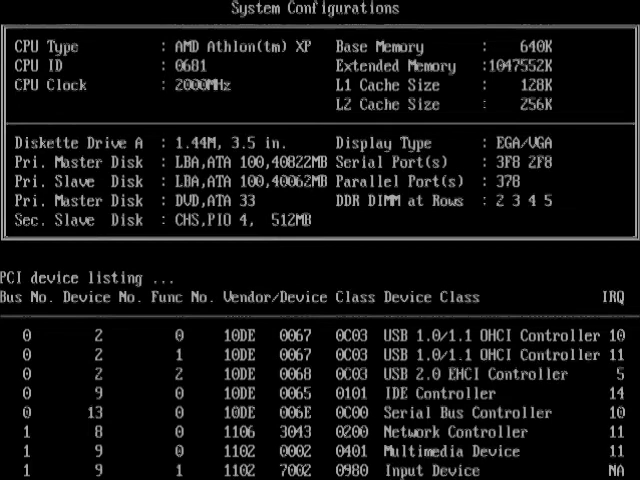 System Configurations
CPU Type : AMD Athlon(tm) XP Base Memory : 640K
CPU ID : 0681 Extended Memory :1047552K
CPU Clock : 2000MHz L1 Cache Size : 128K
L2 Cache Size : 256K
Diskette Drive A : 1.44M, 3.5 in. Display Type : EGA/VGA
Pri. Master Disk : LBA,ATA 100,40822MB Serial Port(s) : 3F8 2F8
Pri. Slave Disk : LBA,ATA 100,40062MB Parallel Port(s) : 378
Pri. Master Disk : DVD,ATA 33 DDR DIMM at Rows : 2 3 4 5
Sec. Slave Disk : CHS,PIO 4, 512MB
PCI device listing ...
Bus No. Device No. Func No. Vendor/Device Class Device Class IRQ
0 2 0 10DE 0067 0C03 USB 1.0/1.1 OHCI Controller 10
0 2 1 10DE 0067 0C03 USB 1.0/1.1 OHCI Controller 11
0 2 2 10DE 0068 0C03 USB 2.0 EHCI Controller 5
0 9 0 10DE 0065 0101 IDE Controller 14
0 13 0 10DE 006E 0C00 Serial Bus Controller 10
1 8 0 1106 3043 0200 Network Controller 11
1 9 0 1102 0002 0401 Multimedia Device 11
1 9 1 1102 7002 0980 Input Device NA